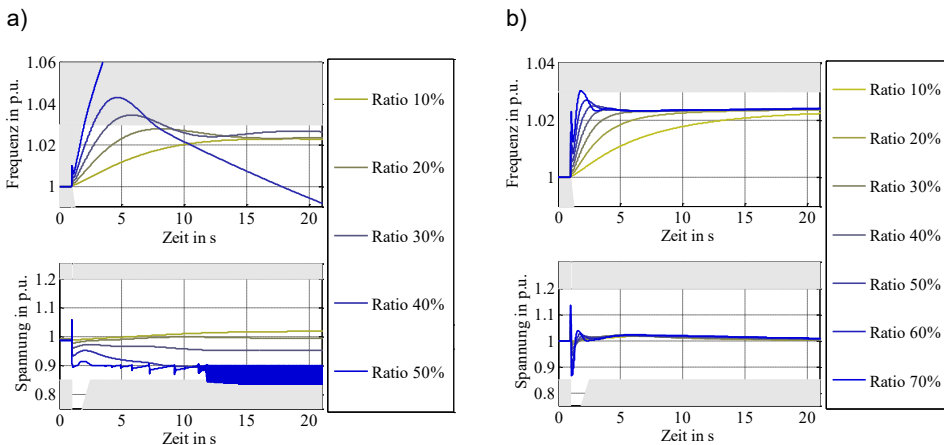 a)
Frequenz in p.u.
1.06
1.04
1.02
1
0 5 10 15 20
Zeit in s
Spannung in p.u.
1.2
1.1
1
0.9
0.8
0 5 10 15 20
Zeit in s
Ratio 10%
Ratio 20%
Ratio 30%
Ratio 40%
Ratio 50%
b)
Frequenz in p.u.
1.04
1.02
1
0 5 10 15 20
Zeit in s
Spannung in p.u.
1.2
1.1
1
0.9
0.8
0 5 10 15 20
Zeit in s
Ratio 10%
Ratio 20%
Ratio 30%
Ratio 40%
Ratio 50%
Ratio 60%
Ratio 70%